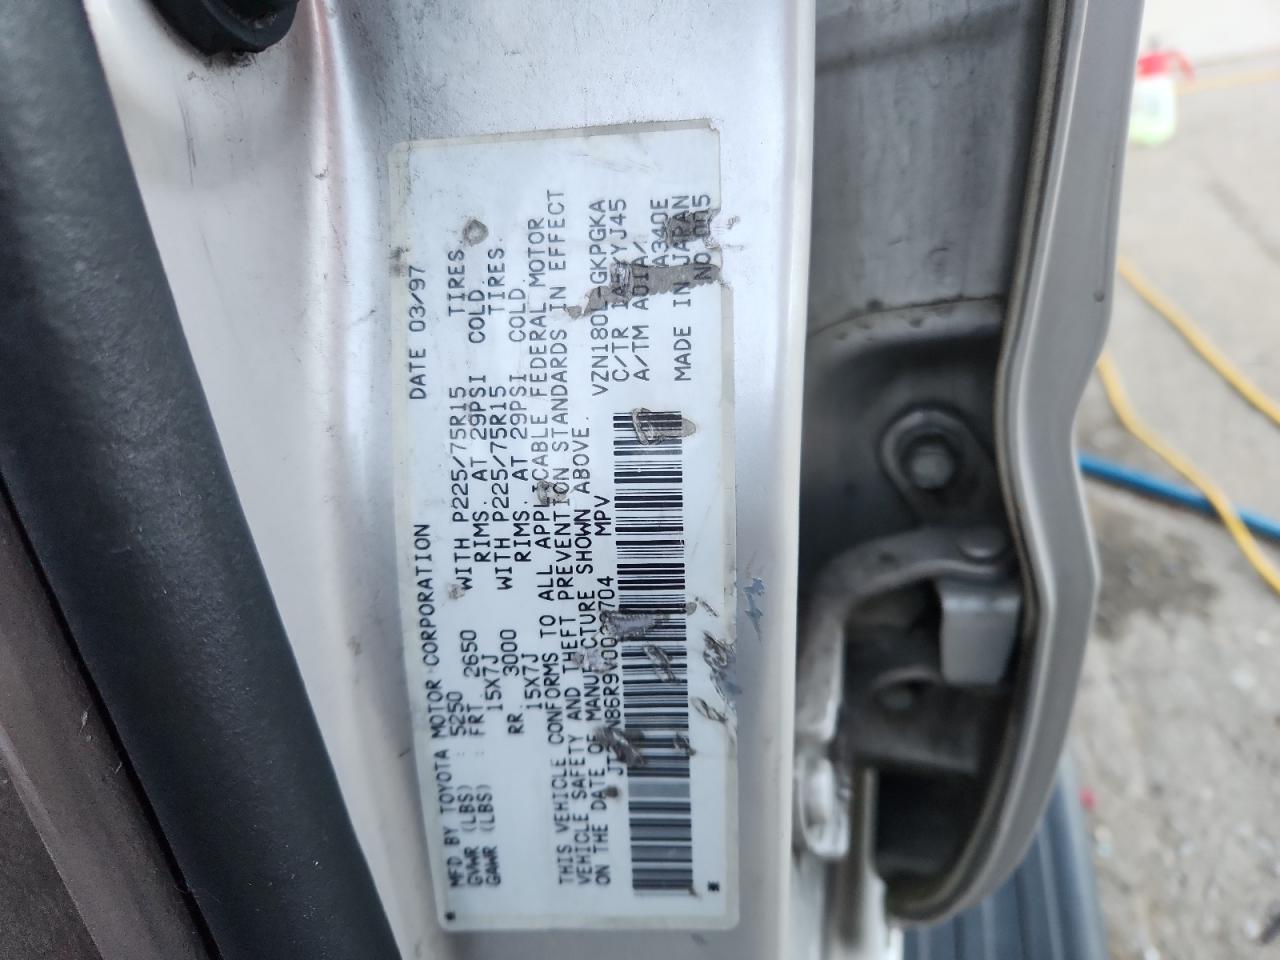 MFD BY TOYOTA MOTOR CORPORATION DATE 03/97
GVWR (LBS) : 5250 WITH P225/75R15 TIRES,
GAWR (LBS) : FRT. 2650 RIMS. AT 29PSI COLD.
15X7J WITH P225/75R15 TIRES.
RR. 3000 RIMS. AT 29PSI COLD.
15X7J
THIS VEHICLE CONFORMS TO ALL APPLICABLE FEDERAL MOTOR
VEHICLE SAFETY AND THEFT PREVENTION STANDARDS IN EFFECT
ON THE DATE OF MANUFACTURE SHOWN ABOVE.
MPV
C/TR YJ45
A/TM A01A/ A340E
MADE IN JAPAN